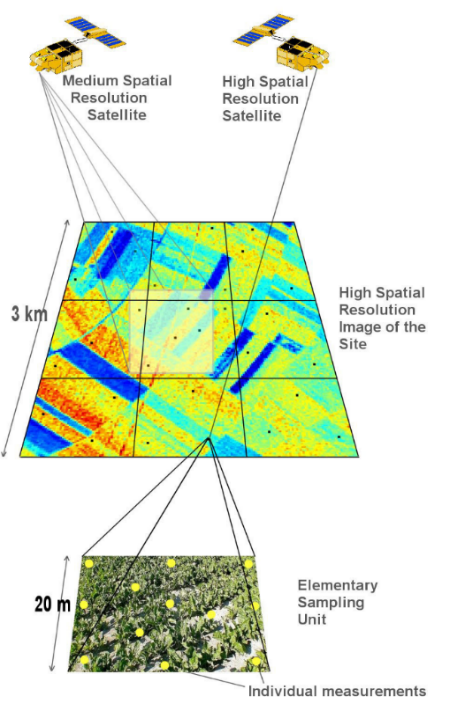 Medium Spatial
Resolution
Satellite
High Spatial
Resolution
Satellite
3 km
High Spatial
Resolution
Image of the
Site
20 m
Elementary
Sampling
Unit
Individual measurements